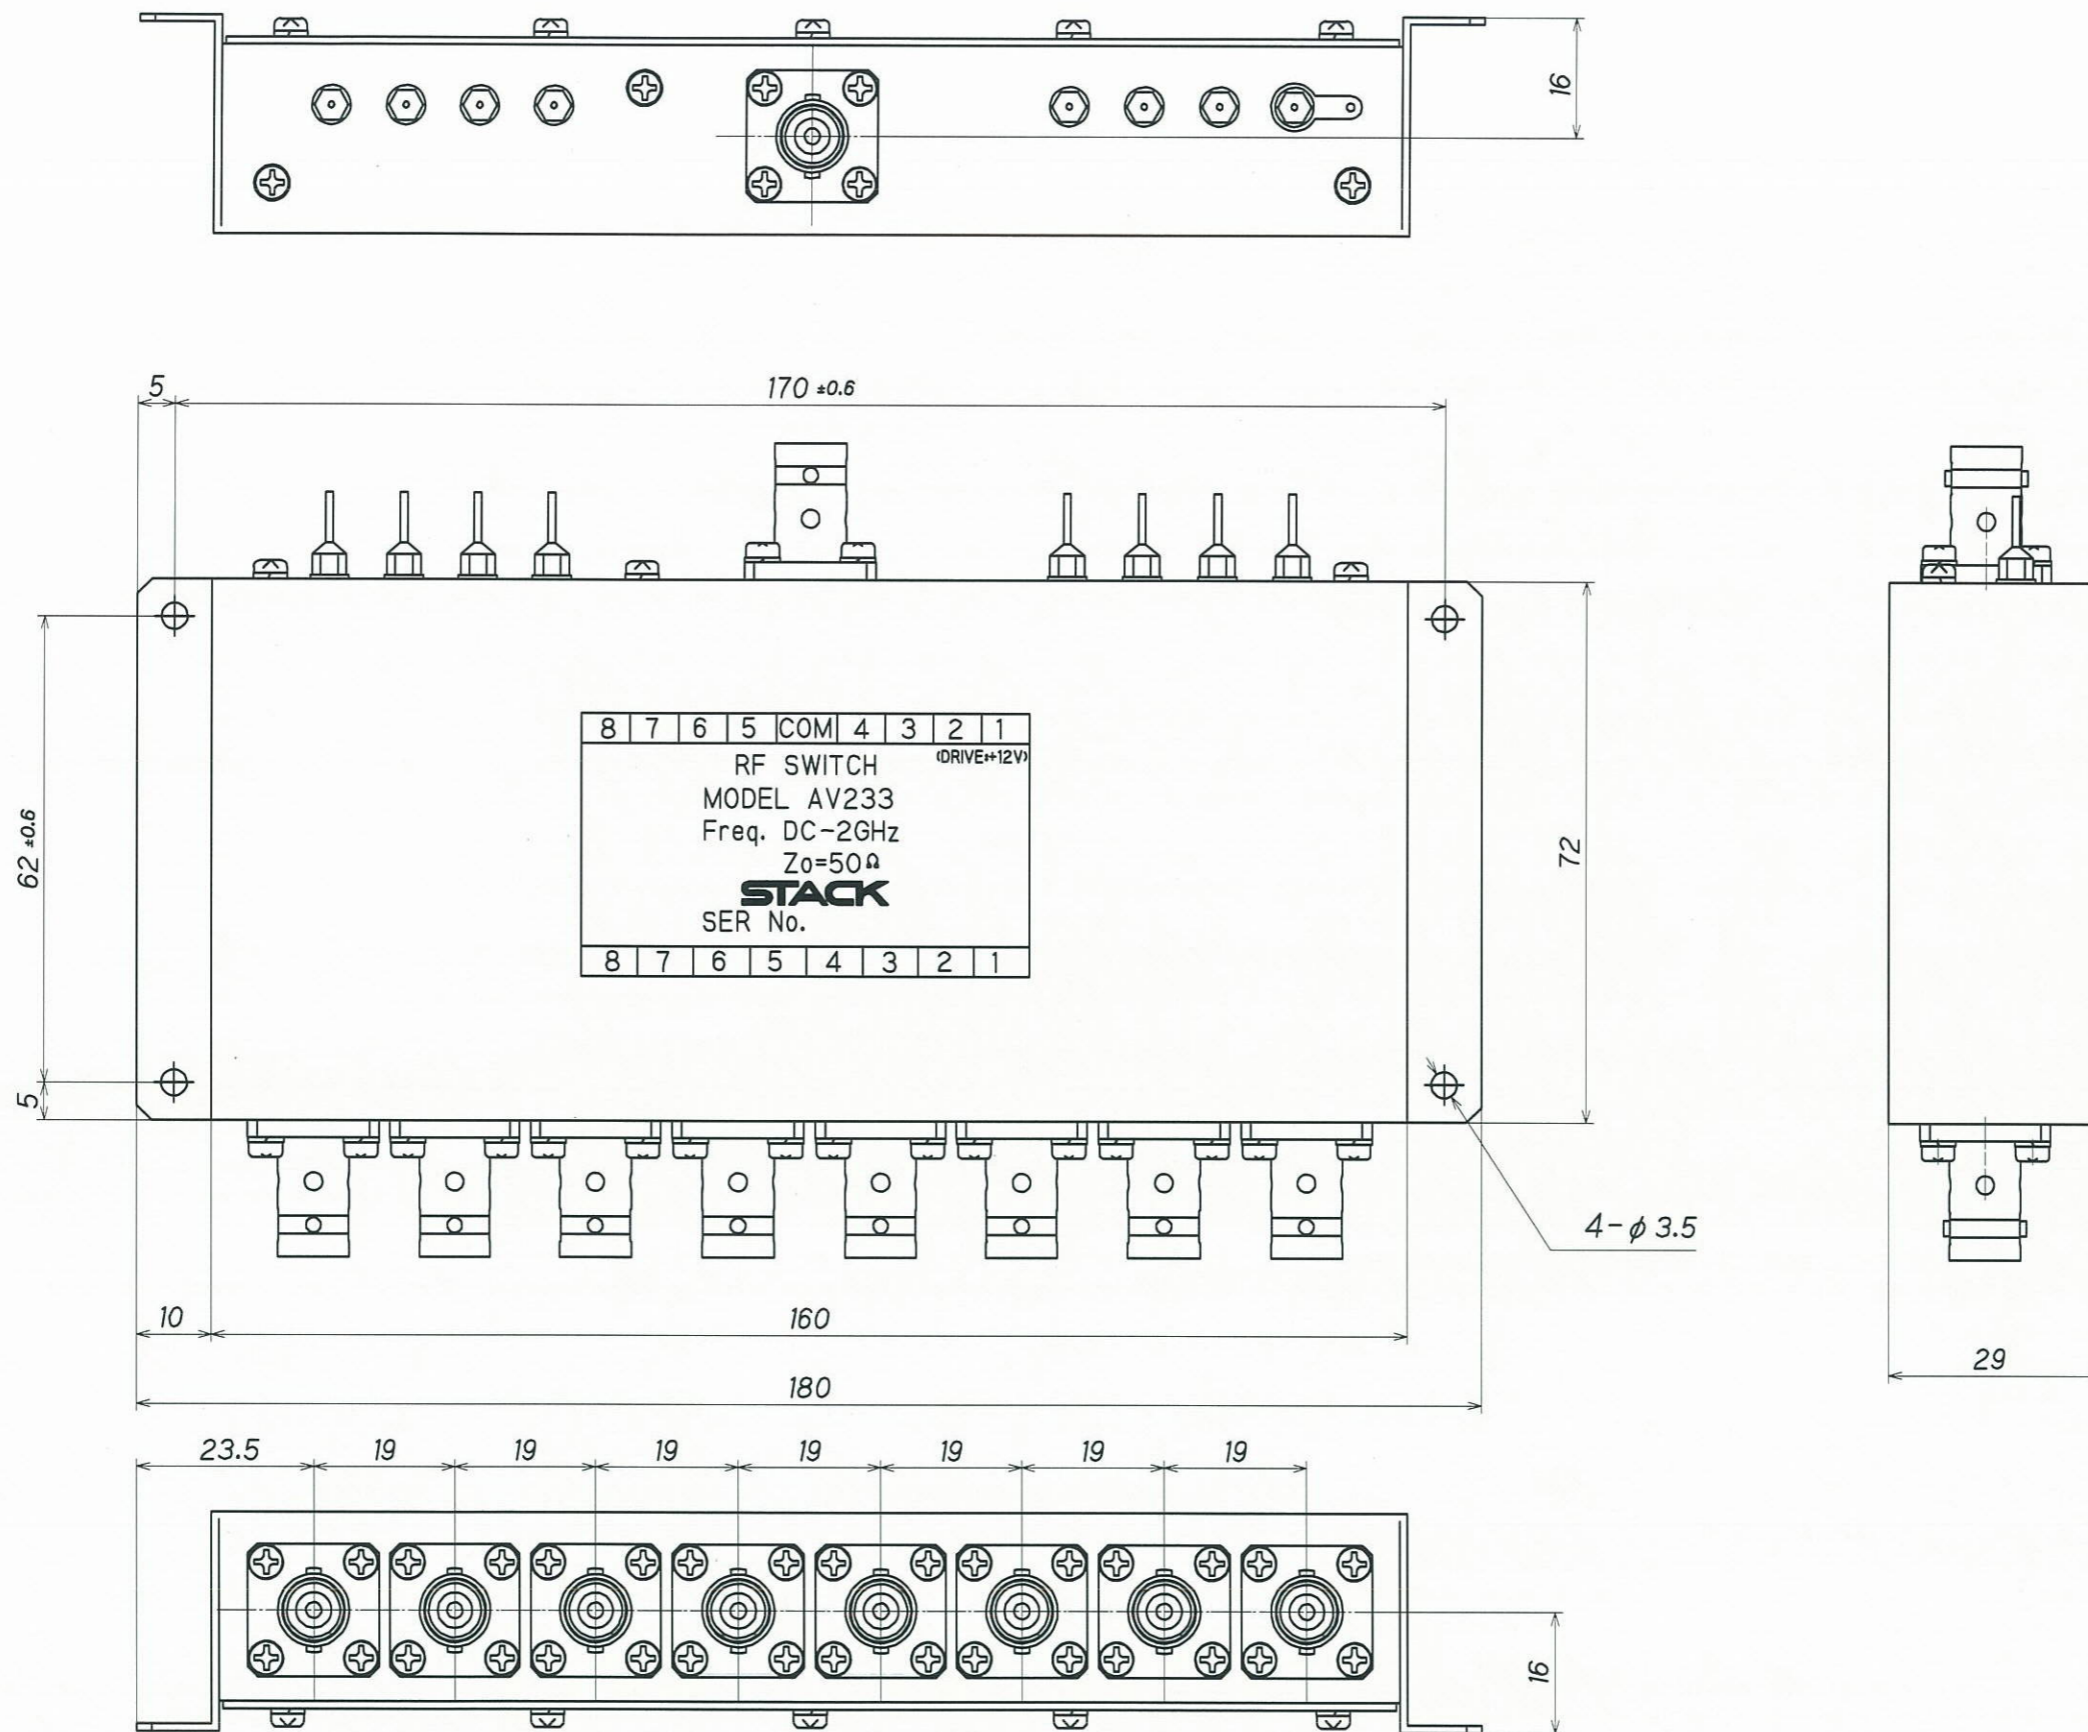 16
5
170 ±0.6
62 ±0.6
5
72
8 7 6 5 COM 4 3 2 1
(DRIVE:+12V)
RF SWITCH
MODEL AV233
Freq. DC-2GHz
Zo=50Ω
STACK
SER No.
8 7 6 5 4 3 2 1
4-ϕ 3.5
10
160
180
29
23.5 19 19 19 19 19 19 19
16